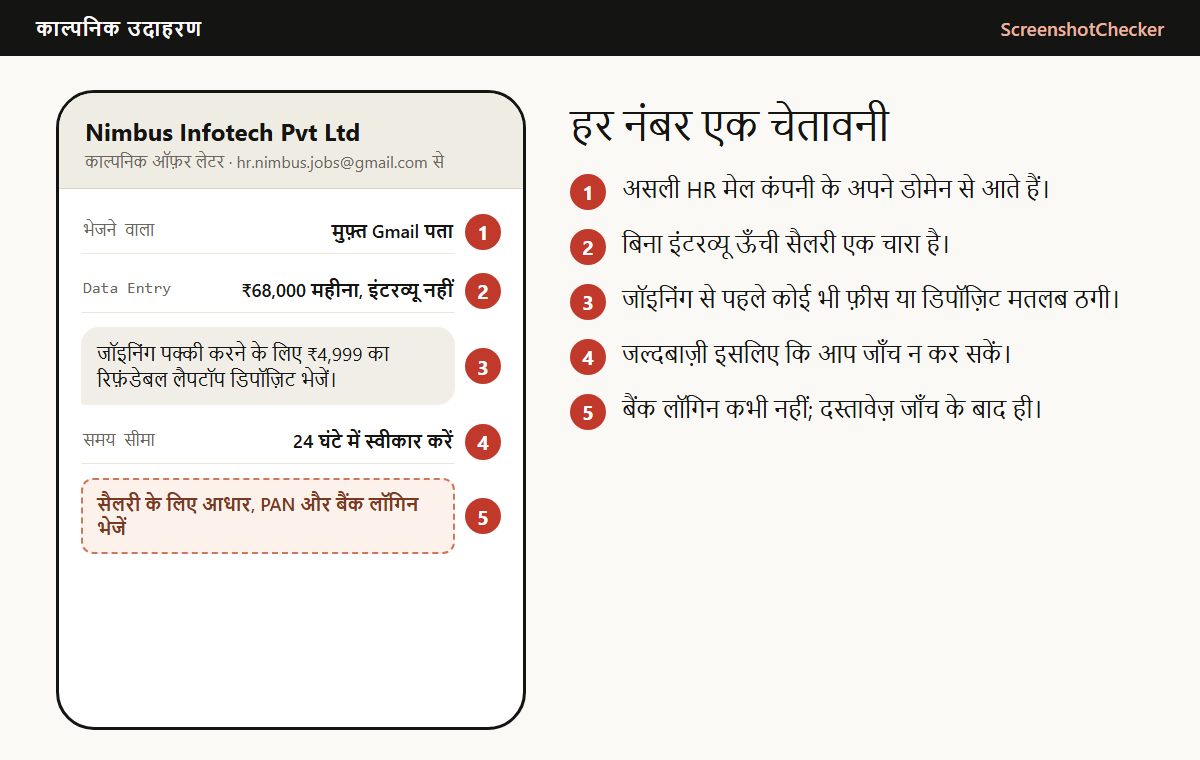 काल्पनिक उदाहरण
ScreenshotChecker
Nimbus Infotech Pvt Ltd
काल्पनिक ऑफ़र लेटर · hr.nimbus.jobs@gmail.com से
भेजने वाला
मुफ़्त Gmail पता
1
Data Entry
₹68,000 महीना, इंटरव्यू नहीं
2
जॉइनिंग पक्की करने के लिए ₹4,999 का
रिफ़ंडेबल लैपटॉप डिपॉज़िट भेजें।
3
समय सीमा
24 घंटे में स्वीकार करें
4
सैलरी के लिए आधार, PAN और बैंक लॉगिन
भेजें
5
हर नंबर एक चेतावनी
1 असली HR मेल कंपनी के अपने डोमेन से आते हैं।
2 बिना इंटरव्यू ऊँची सैलरी एक चारा है।
3 जॉइनिंग से पहले कोई भी फ़ीस या डिपॉज़िट मतलब ठगी।
4 जल्दबाज़ी इसलिए कि आप जाँच न कर सकें।
5 बैंक लॉगिन कभी नहीं; दस्तावेज़ जाँच के बाद ही।